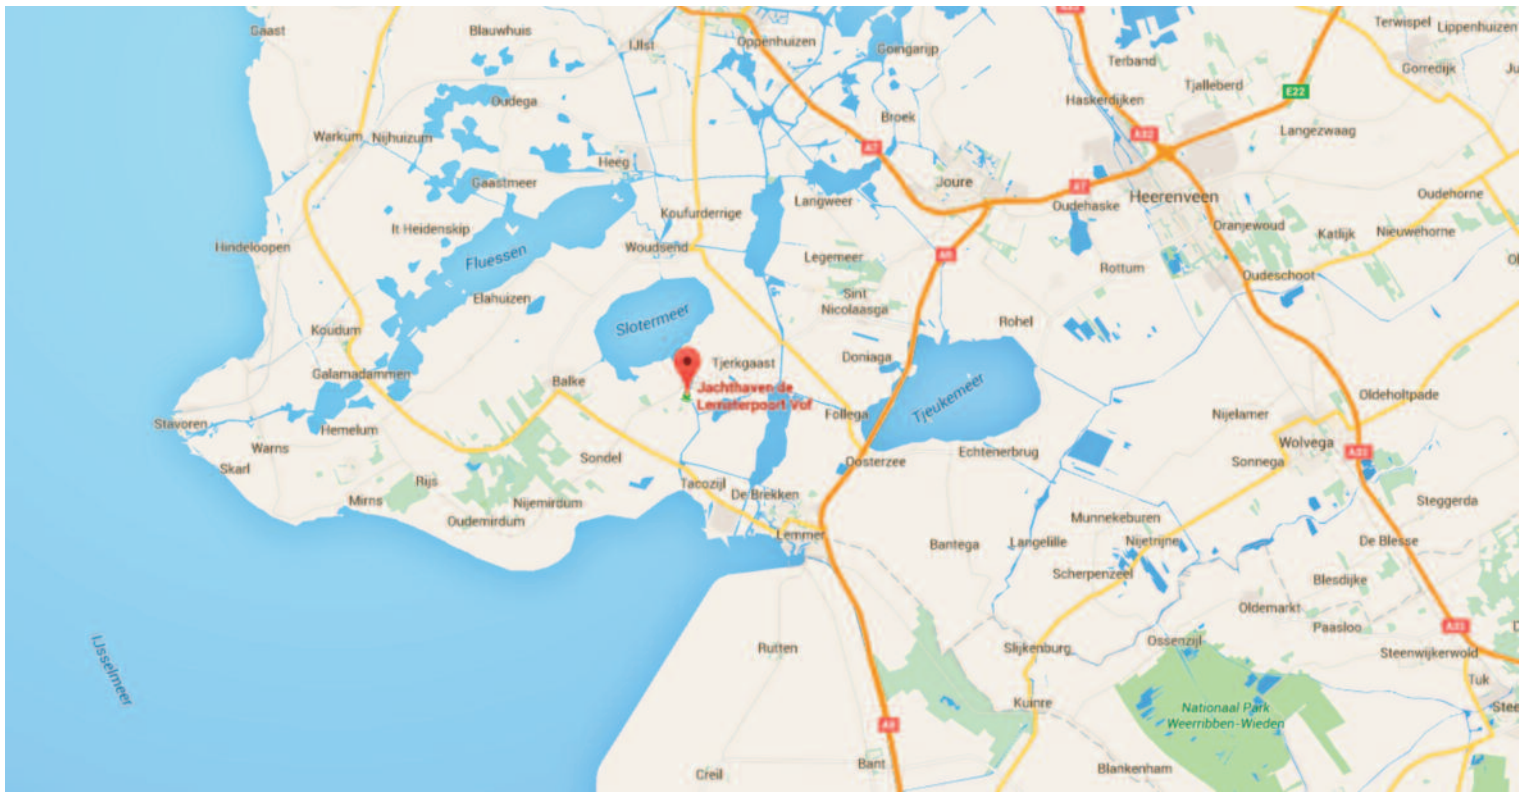 Gaast
Blauwhuis
IJlst
Oppenhuizen
Goingarijp
Terwispel
Lippenhuizen
Terband
Tjalleberd
Gorredijk
E22
Haskerdijken
Oudega
Broek
Langezwaag
Warkum
Nijhuizum
A32
A7
Heeg
Gaastmeer
Joure
A7
Langweer
Oudehaske
Heerenveen
Oudehorne
Koufurderrige
It Heidenskip
Oranjewoud
Katlijk
Nieuwehorne
Hindeloopen
Woudsend
Fluessen
Legemeer
Rottum
Oudeschoot
Elahuizen
Sint
Nicolaasga
Slotermeer
Rohel
Koudum
Tjerkgaast
Doniaga
Galamadammen
Balke
Jachthaven de
Lemsterpoort Vof
Tjeukemeer
Oldeholtpade
Stavoren
Follega
Nijelamer
Hemelum
Wolvega
Warns
Echtenerbrug
Skarl
Sondel
Oosterzee
Sonnega
Rijs
Tacozijl
De Brekken
Mirns
Nijemirdum
Steggerda
Oudemirdum
Munnekeburen
Lemmer
Bantega
Langelille
Nijetrijne
De Blesse
Scherpenzeel
Blesdijke
Oldemarkt
Paasloo
IJsselmeer
Rutten
Slijkenburg
Ossenzijl
Steenwijkerwold
Tuk
Kuinre
Nationaal Park
Weerribben-Wieden
Creil
Bant
Blankenham